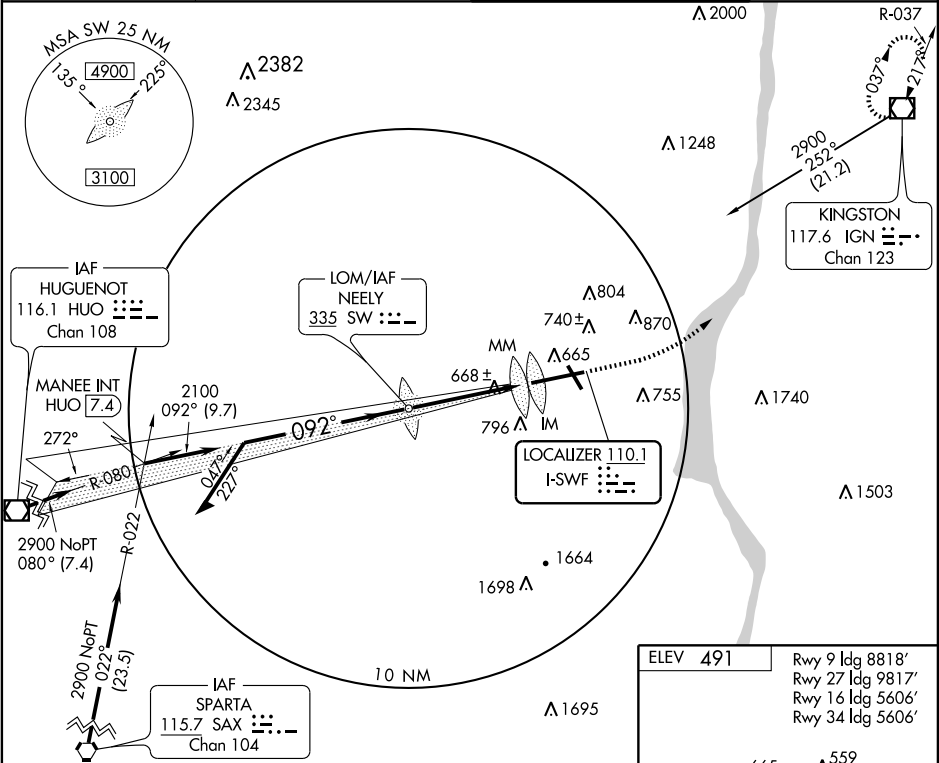 MSA SW 25 NM
135°
4900
225°
3100
2382
2345
2000
R-037
037°
217°
1248
2900
252°
(21.2)
KINGSTON
117.6 IGN
Chan 123
IAF
HUGUENOT
116.1 HUO
Chan 108
LOM/IAF
NEELY
335 SW
804
740±
870
MM
665
668±
MANEE INT
HUO 7.4
2100
092° (9.7)
755
1740
092°
796
IM
272°
R-080
047°
227°
LOCALIZER 110.1
I-SWF
1503
2900 NoPT
080° (7.4)
R-022
1664
1698
2900 NoPT
022°
(23.5)
10 NM
IAF
SPARTA
115.7 SAX
Chan 104
1695
ELEV 491
Rwy 9 ldg 8818'
Rwy 27 ldg 9817'
Rwy 16 ldg 5606'
Rwy 34 ldg 5606'
559